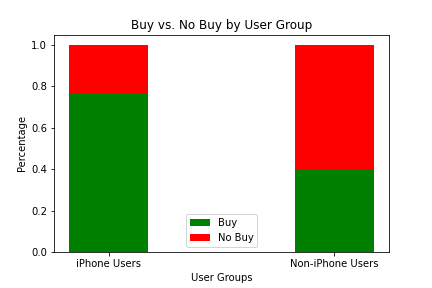 Buy vs. No Buy by User Group
1.0
0.8
0.6
0.4
0.2
0.0
Percentage
Buy
No Buy
iPhone Users
Non-iPhone Users
User Groups